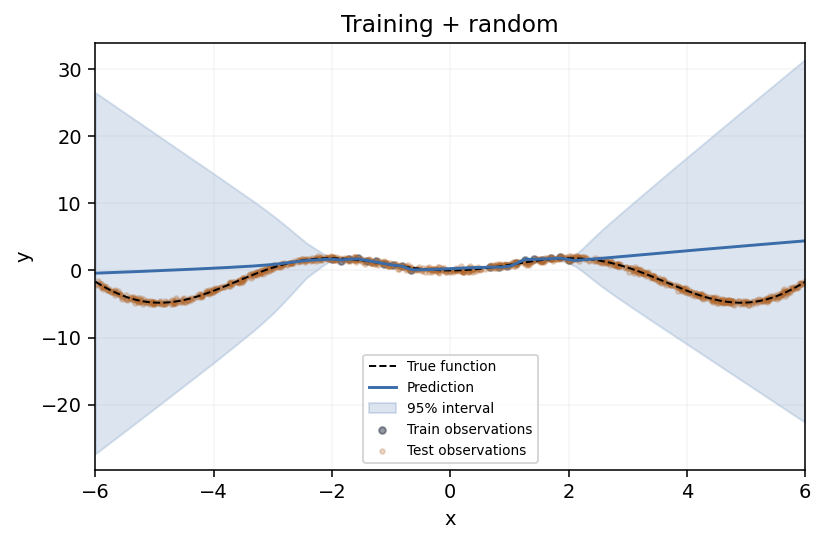 Training + random
30
20
10
0
−10
−20
y
True function
Prediction
95% interval
Train observations
Test observations
−6
−4
−2
0
2
4
6
x